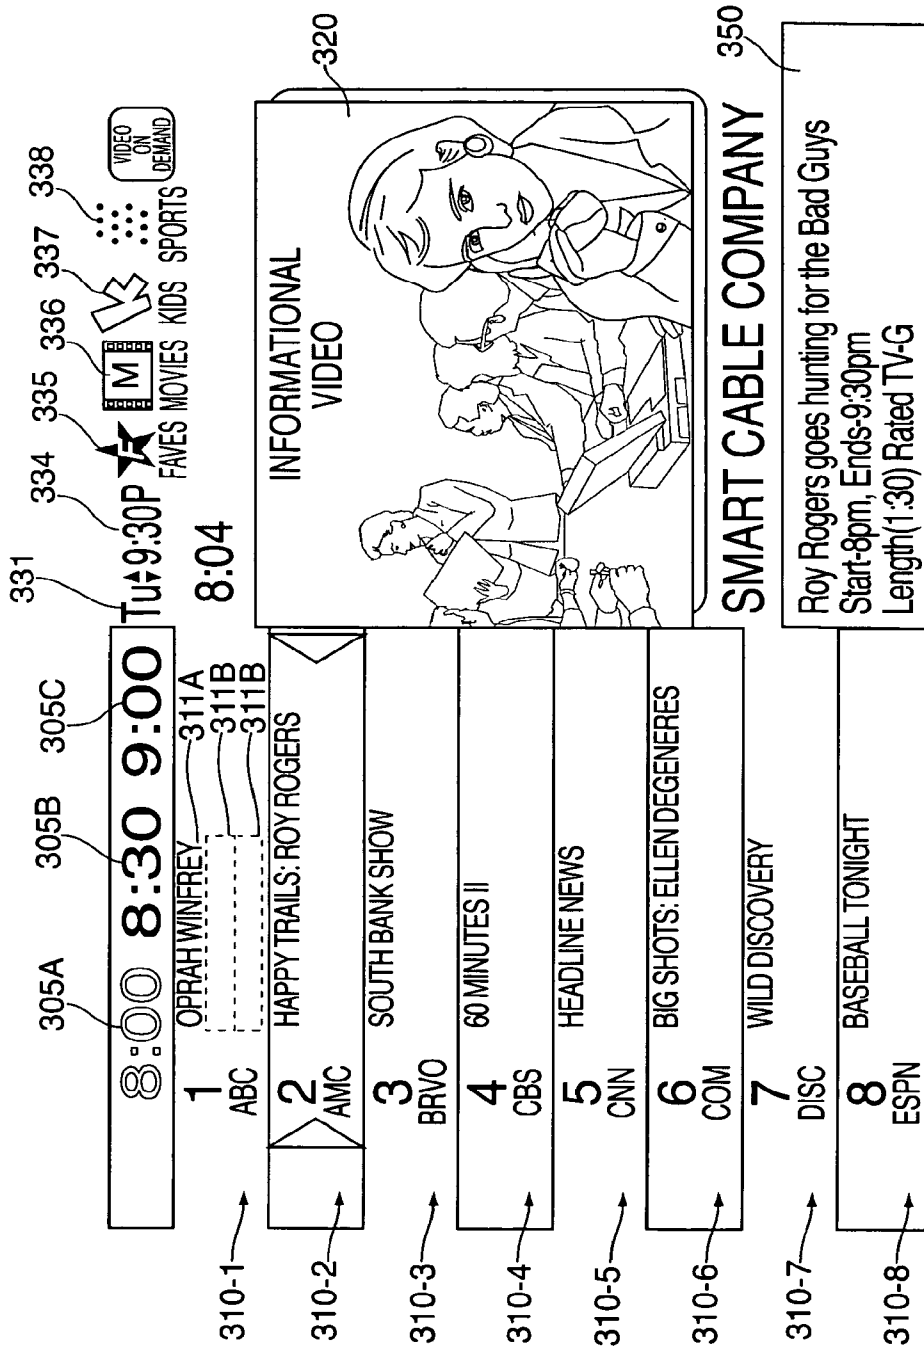 331
334
335
336
337
338
305A
305B
305C
8:00 8:30 9:00
Tu 9:30P
F
FAVES
M
MOVIES
KIDS
SPORTS
VIDEO
ON
DEMAND
8:04
310-1
1
ABC
OPRAH WINFREY
311A
311B
311B
310-2
2
AMC
HAPPY TRAILS: ROY ROGERS
310-3
3
BRVO
SOUTH BANK SHOW
310-4
4
CBS
60 MINUTES II
310-5
5
CNN
HEADLINE NEWS
310-6
6
COM
BIG SHOTS: ELLEN DEGENERES
310-7
7
DISC
WILD DISCOVERY
310-8
8
ESPN
BASEBALL TONIGHT
INFORMATIONAL
VIDEO
320
SMART CABLE COMPANY
350
Roy Rogers goes hunting for the Bad Guys
Start-8pm, Ends-9:30pm
Length(1:30) Rated TV-G